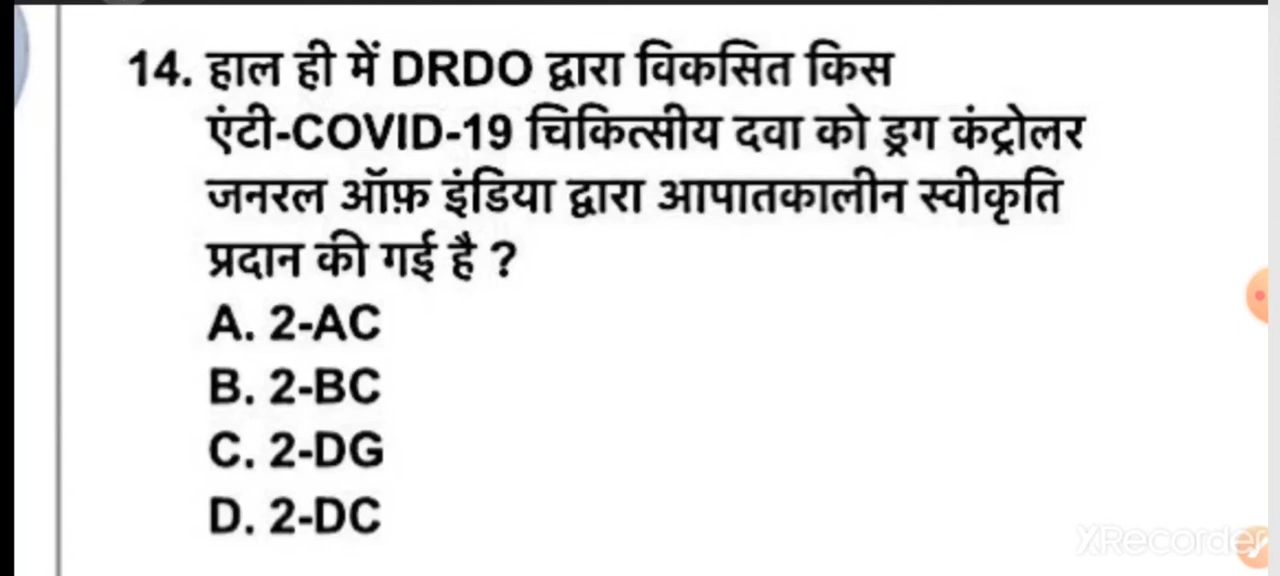 14. हाल ही में DRDO द्वारा विकसित किस
एंटी-COVID-19 चिकित्सीय दवा को ड्रग कंट्रोलर
जनरल ऑफ़ इंडिया द्वारा आपातकालीन स्वीकृति
प्रदान की गई है ?
A. 2-AC
B. 2-BC
C. 2-DG
D. 2-DC
XRecorder